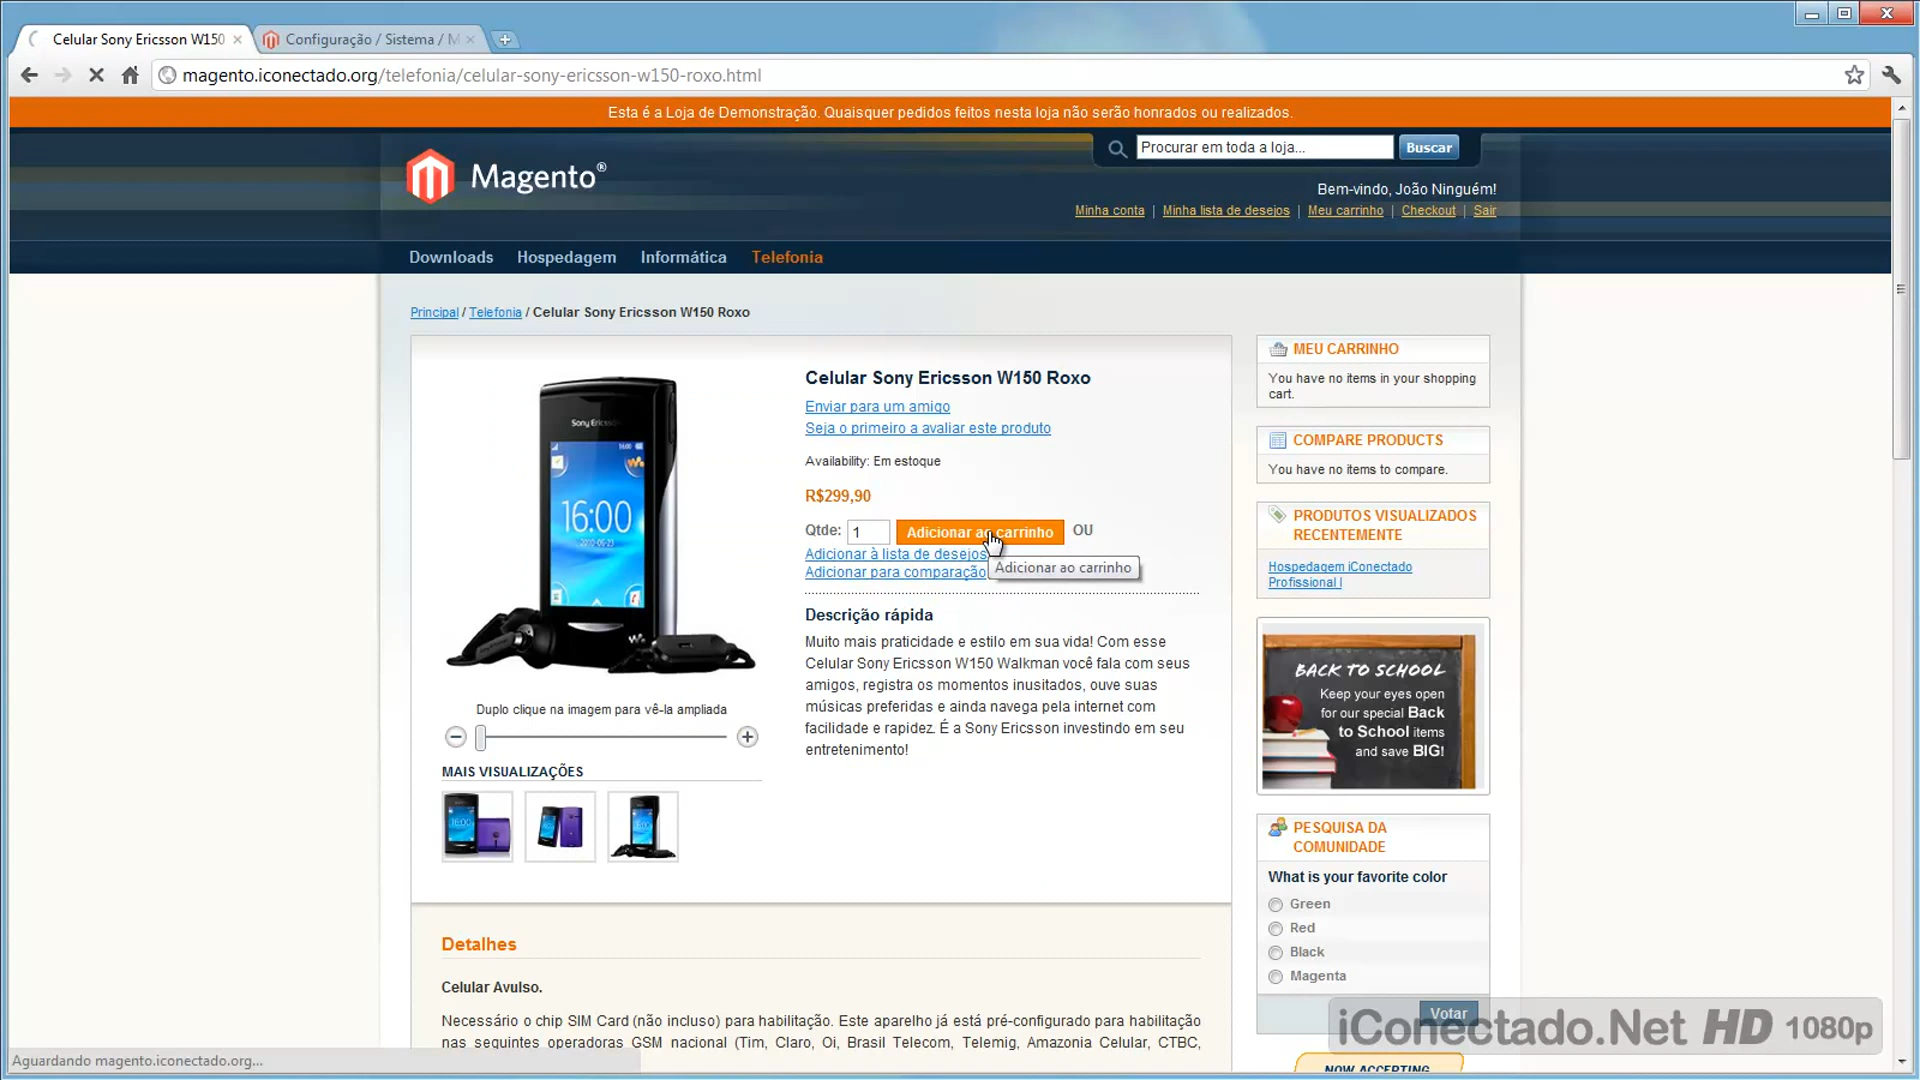 Celular Sony Ericsson W150
Configuração / Sistema / M
magento.iconectado.org/telefonia/celular-sony-ericsson-w150-roxo.html
Esta é a Loja de Demonstração. Quaisquer pedidos feitos nesta loja não serão honrados ou realizados.
Magento®
Procurar em toda a loja...
Buscar
Bem-vindo, João Ninguém!
Minha conta | Minha lista de desejos | Meu carrinho | Checkout | Sair
Downloads Hospedagem Informática Telefonia
Principal / Telefonia / Celular Sony Ericsson W150 Roxo
Sony Ericsson
16:00
16:00
2010-05-23
Duplo clique na imagem para vê-la ampliada
MAIS VISUALIZAÇÕES
16:00
Celular Sony Ericsson W150 Roxo
Enviar para um amigo
Seja o primeiro a avaliar este produto
Availability: Em estoque
R$299,90
Qtde: 1 Adicionar ao carrinho OU
Adicionar à lista de desejos
Adicionar para comparação
Adicionar ao carrinho
Descrição rápida
Muito mais praticidade e estilo em sua vida! Com esse
Celular Sony Ericsson W150 Walkman você fala com seus
amigos, registra os momentos inusitados, ouve suas
músicas preferidas e ainda navega pela internet com
facilidade e rapidez. É a Sony Ericsson investindo em seu
entretenimento!
Detalhes
Celular Avulso.
Necessário o chip SIM Card (não incluso) para habilitação. Este aparelho já está pré-configurado para habilitação
nas seguintes operadoras GSM nacional (Tim, Claro, Oi, Brasil Telecom, Telemig, Amazonia Celular, CTBC,
MEU CARRINHO
You have no items in your shopping
cart.
COMPARE PRODUCTS
You have no items to compare.
PRODUTOS VISUALIZADOS
RECENTEMENTE
Hospedagem iConectado
Profissional I
BACK TO SCHOOL
Keep your eyes open
for our special Back
to School items
and save BIG!
PESQUISA DA
COMUNIDADE
What is your favorite color
Green
Red
Black
Magenta
Votar
NOW ACCEPTING
iConectado.Net HD 1080p
Aguardando magento.iconectado.org...